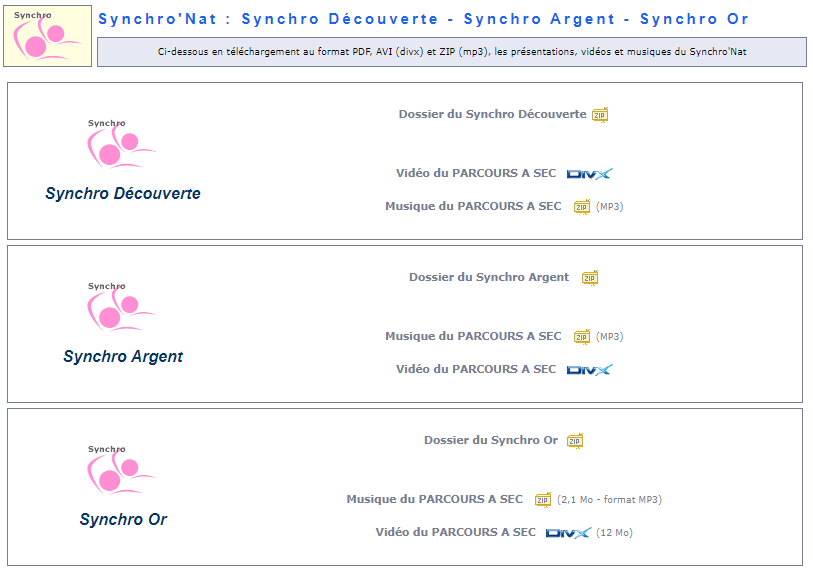 Synchro
Synchro'Nat : Synchro Découverte - Synchro Argent - Synchro Or
Ci-dessous en téléchargement au format PDF, AVI (divx) et ZIP (mp3), les présentations, vidéos et musiques du Synchro'Nat
Synchro
Synchro Découverte
Dossier du Synchro Découverte ZIP
Vidéo du PARCOURS A SEC DIVX
Musique du PARCOURS A SEC ZIP (MP3)
Synchro
Synchro Argent
Dossier du Synchro Argent ZIP
Musique du PARCOURS A SEC ZIP (MP3)
Vidéo du PARCOURS A SEC DIVX
Synchro
Synchro Or
Dossier du Synchro Or ZIP
Musique du PARCOURS A SEC ZIP (2,1 Mo - format MP3)
Vidéo du PARCOURS A SEC DIVX (12 Mo)